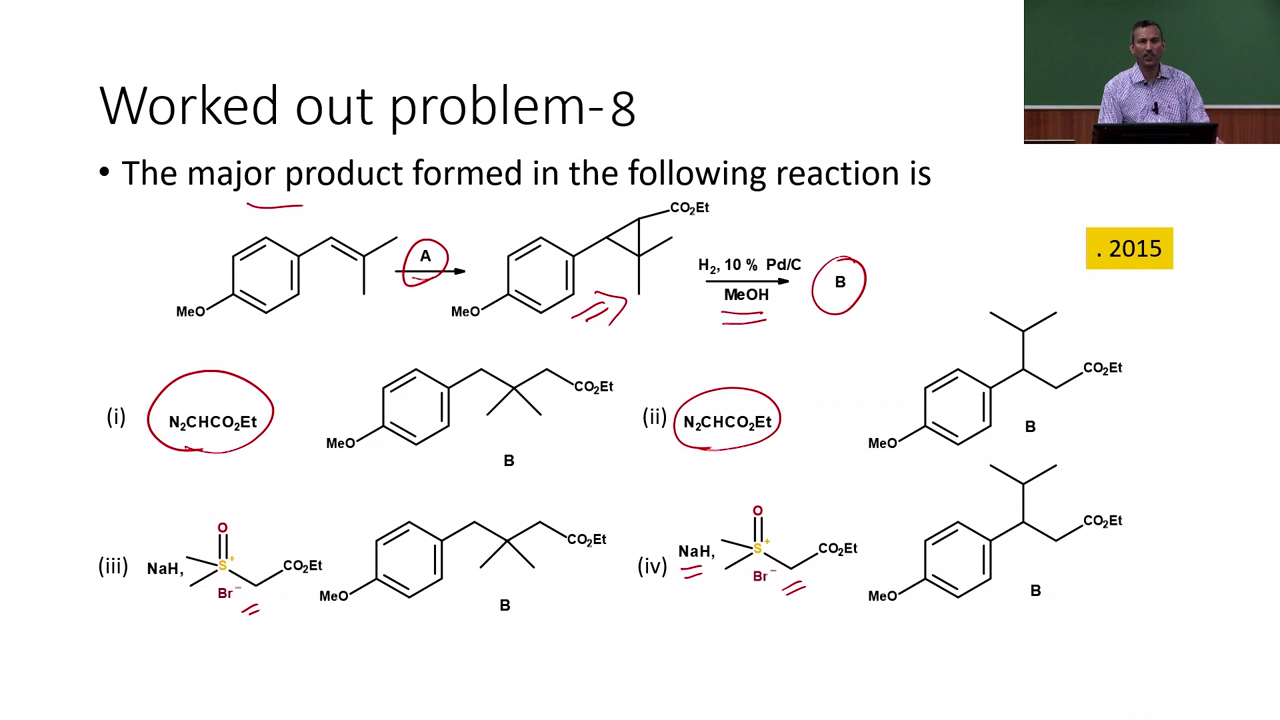 Worked out problem-8
• The major product formed in the following reaction is
. 2015
CO₂Et
A
H₂, 10 % Pd/C
MeOH
B
MeO
MeO
(i) N₂CHCO₂Et
CO₂Et
MeO
B
(ii) N₂CHCO₂Et
CO₂Et
MeO
B
(iii) NaH,
O
S⁺
Br⁻
CO₂Et
CO₂Et
MeO
B
(iv) NaH,
O
S⁺
Br⁻
CO₂Et
CO₂Et
MeO
B